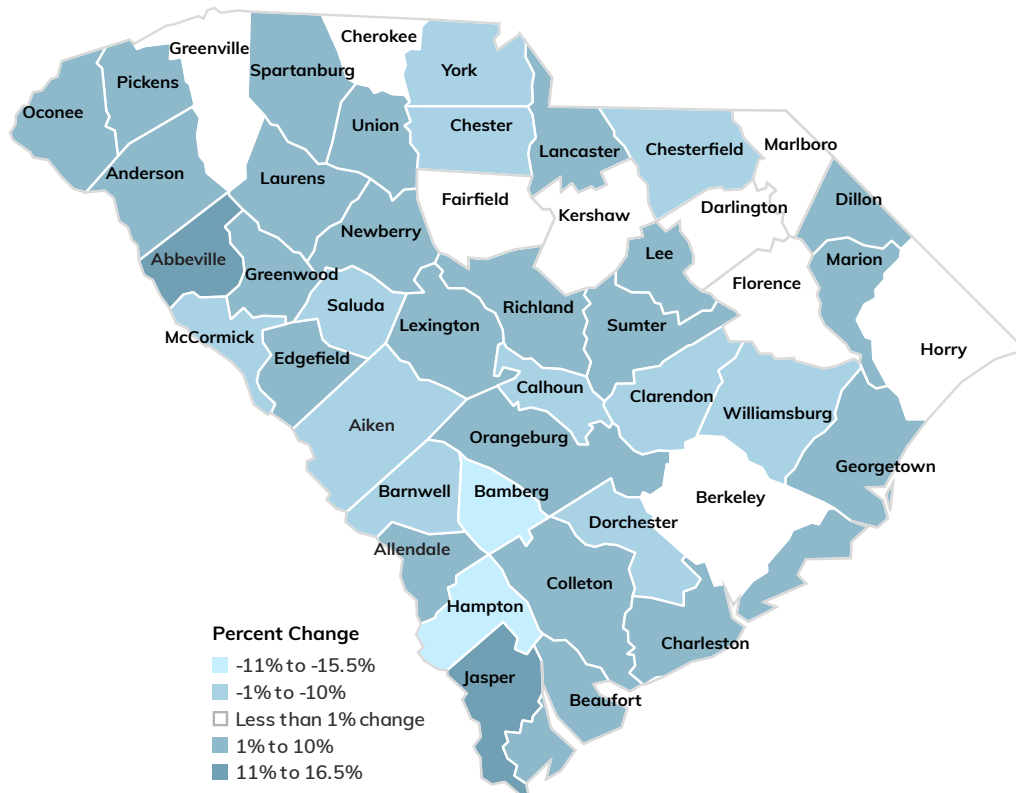 Cherokee
Greenville
York
Spartanburg
Pickens
Oconee
Union
Chester
Marlboro
Lancaster
Chesterfield
Anderson
Laurens
Fairfield
Kershaw
Darlington
Dillon
Newberry
Abbeville
Lee
Marion
Greenwood
Florence
Saluda
Richland
Lexington
Sumter
McCormick
Horry
Edgefield
Calhoun
Clarendon
Williamsburg
Aiken
Orangeburg
Georgetown
Barnwell
Bamberg
Berkeley
Dorchester
Allendale
Colleton
Hampton
Charleston
Jasper
Beaufort
Percent Change
-11% to -15.5%
-1% to -10%
Less than 1% change
1% to 10%
11% to 16.5%